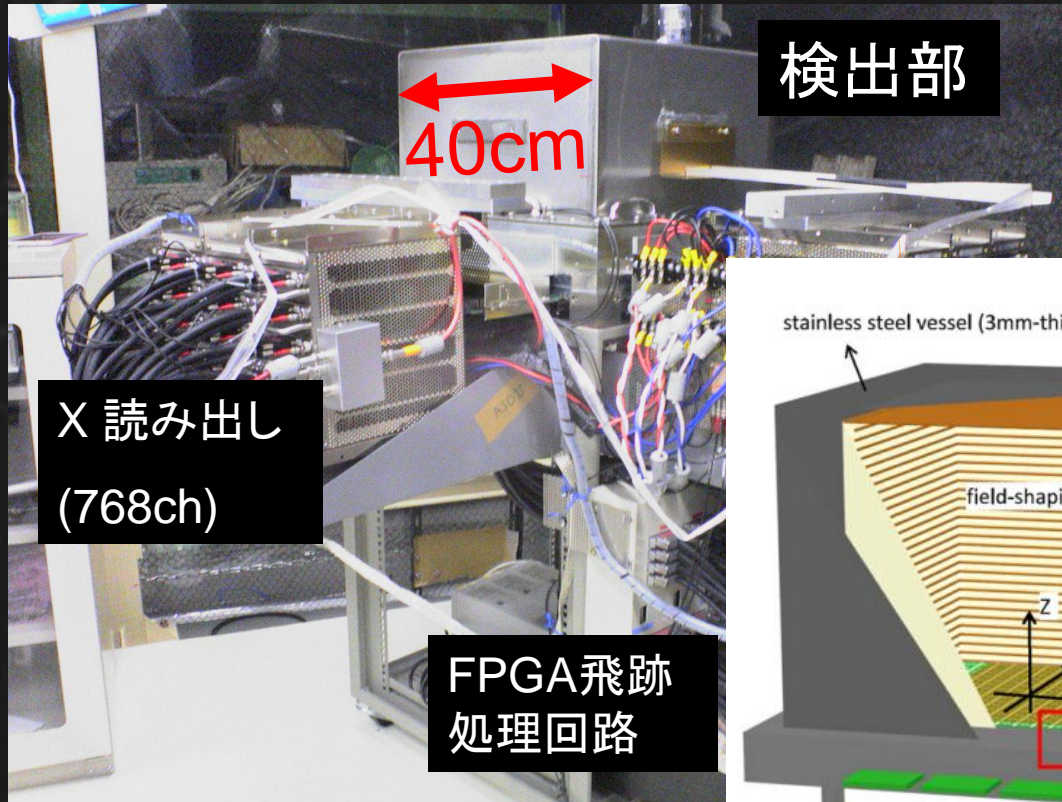 検出部
40cm
X 読み出し
(768ch)
FPGA飛跡
処理回路
stainless steel vessel (3mm-thi
field-shapi
Z